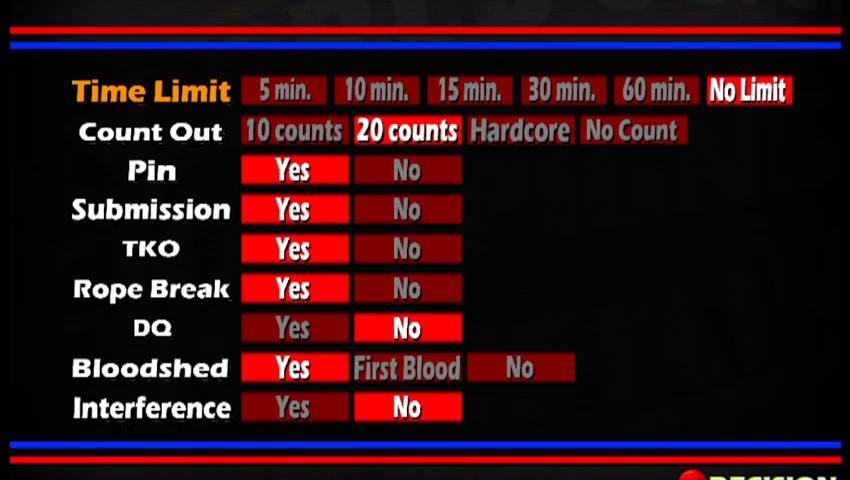 Time Limit 5 min. 10 min. 15 min. 30 min. 60 min. No Limit
Count Out 10 counts 20 counts Hardcore No Count
Pin Yes No
Submission Yes No
TKO Yes No
Rope Break Yes No
DQ Yes No
Bloodshed Yes First Blood No
Interference Yes No
DECISION